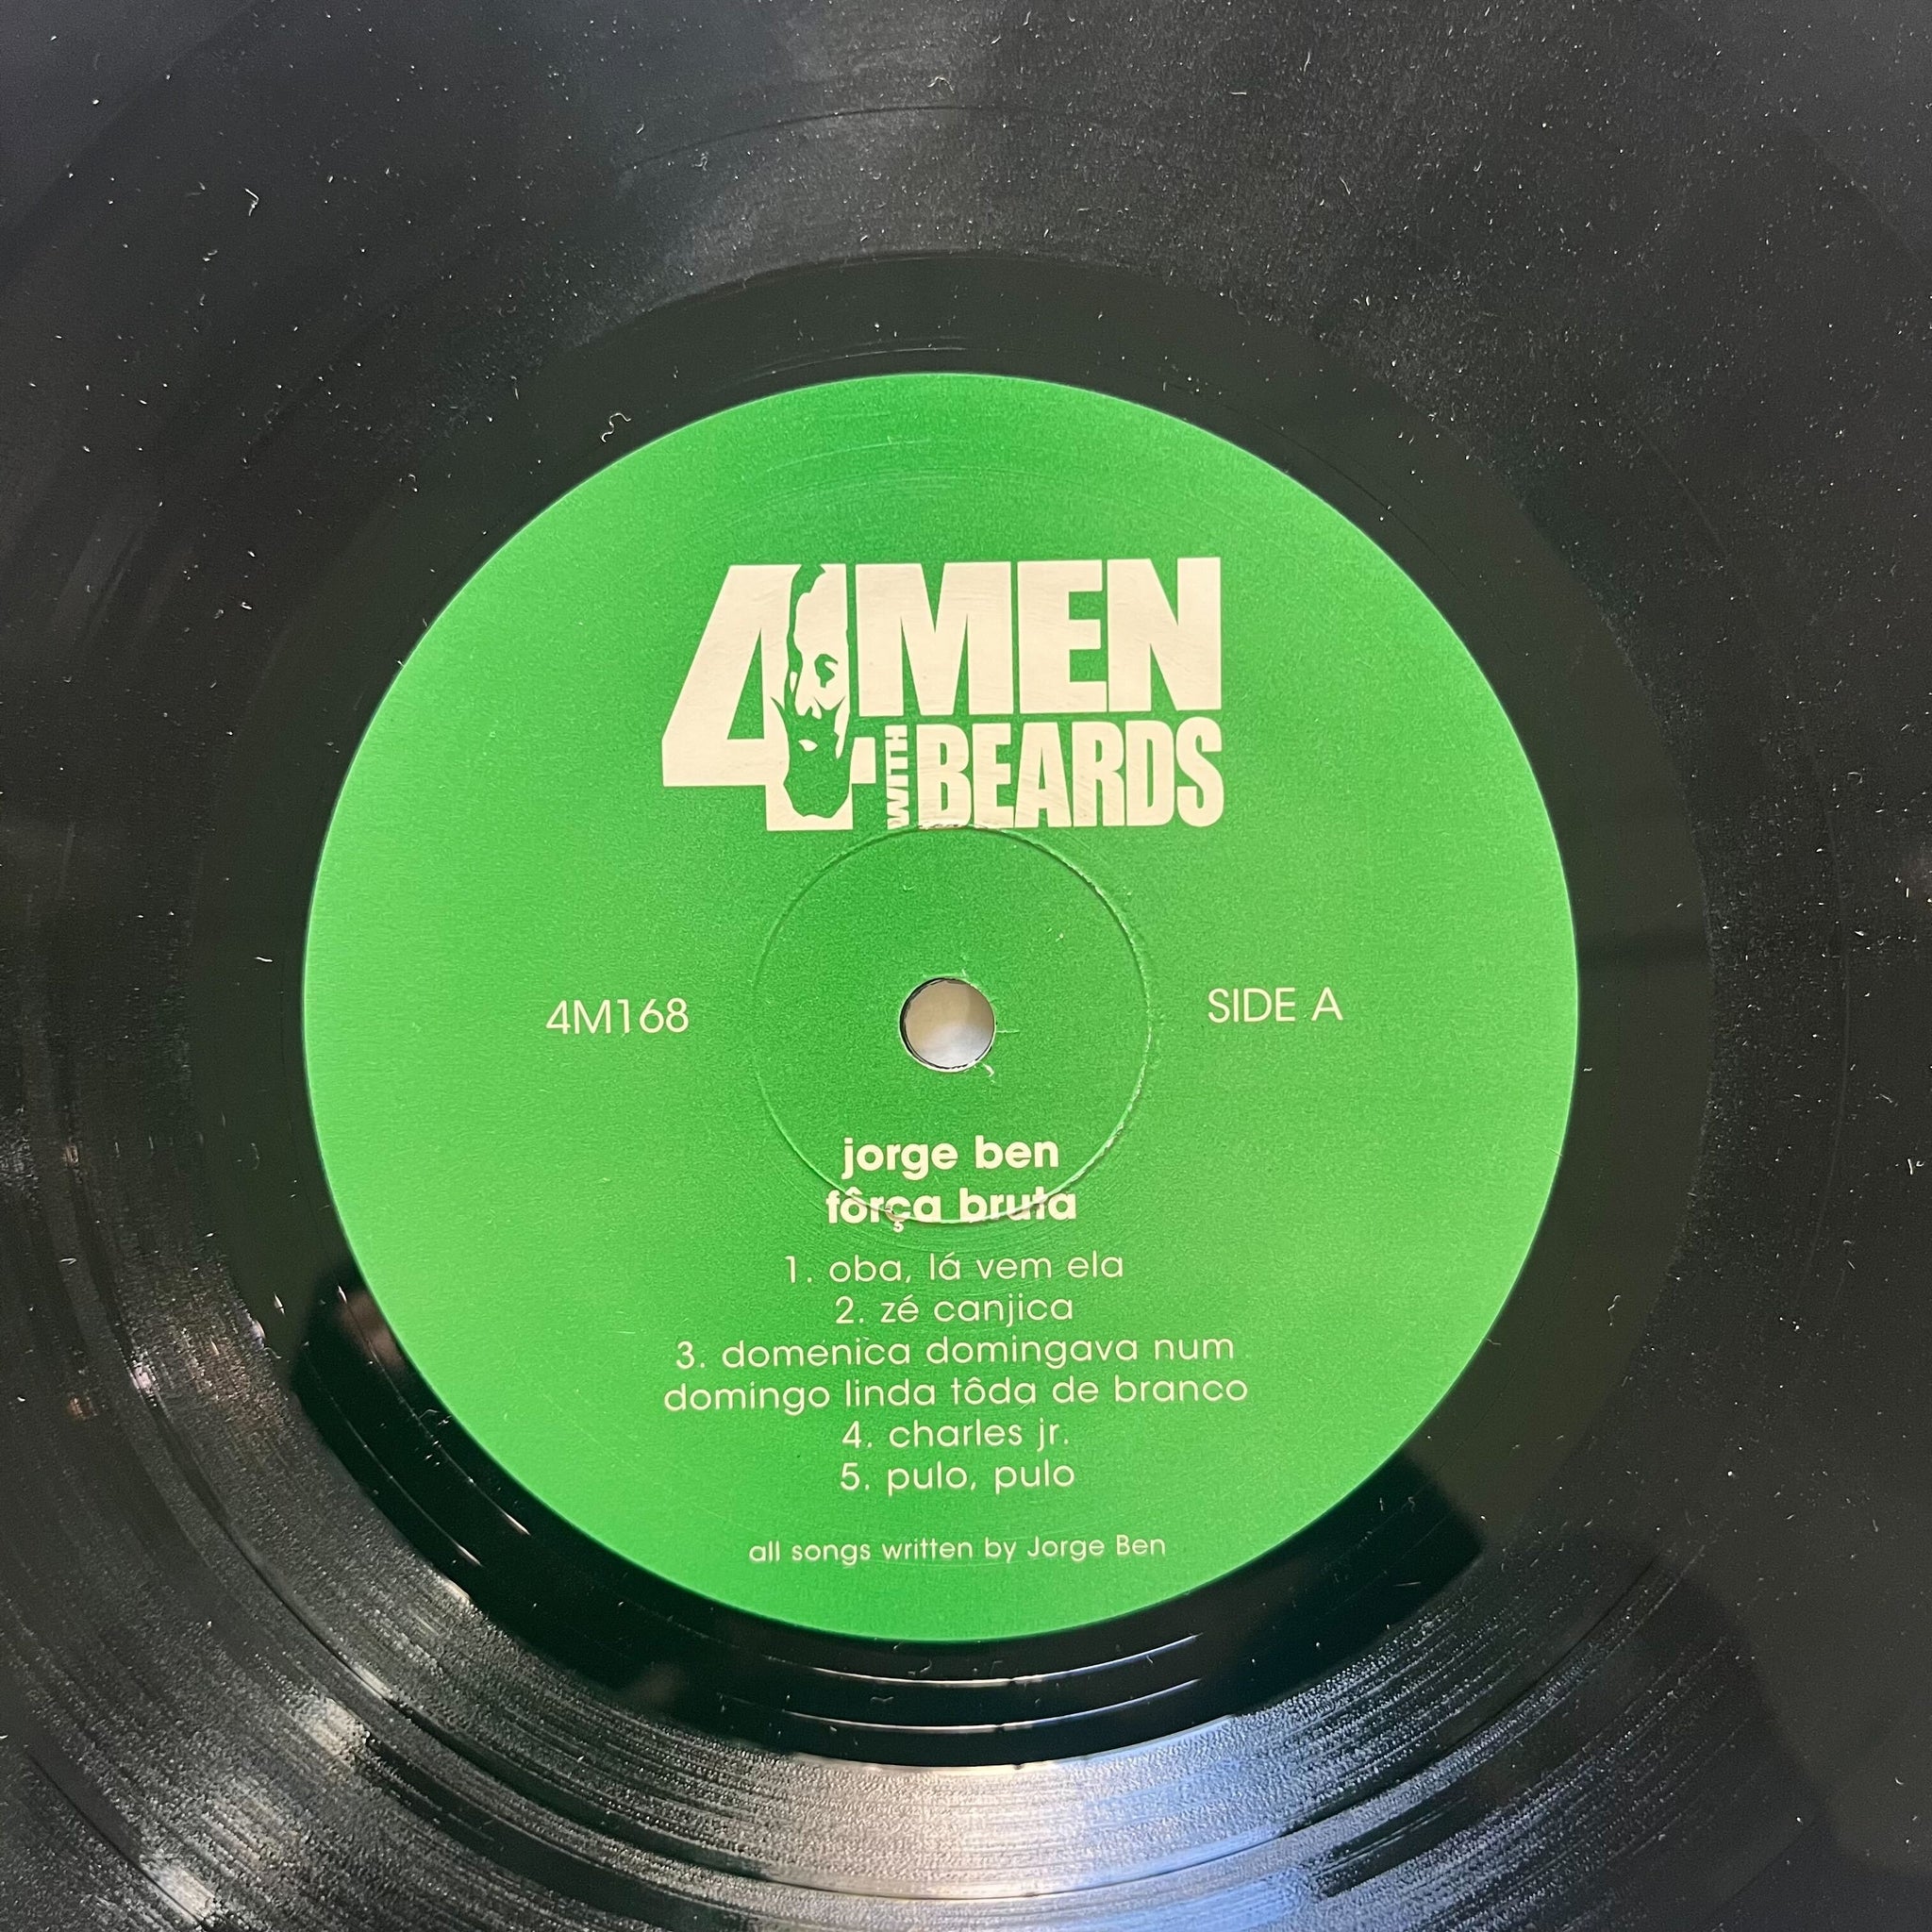 4 MEN
WITH BEARDS
4M168
SIDE A
jorge ben
fôrça bruta
1. oba, lá vem ela
2. zé canjica
3. domenica domingava num
domingo linda tôda de branco
4. charles jr.
5. pulo, pulo
all songs written by Jorge Ben